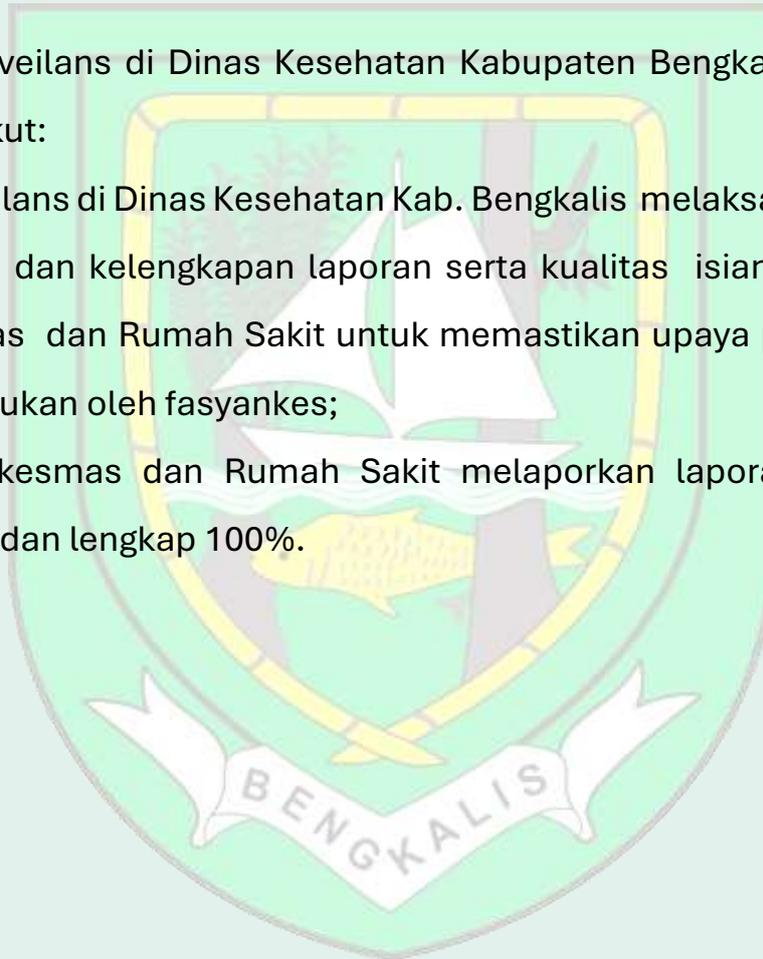 veilans di Dinas Kesehatan Kabupaten Bengka
kut:
lans di Dinas Kesehatan Kab. Bengkalis melaksa
dan kelengkapan laporan serta kualitas isian
as dan Rumah Sakit untuk memastikan upaya
ukan oleh fasyankes;
kesmas dan Rumah Sakit melaporkan lapora
dan lengkap 100%.
BENGKALIS